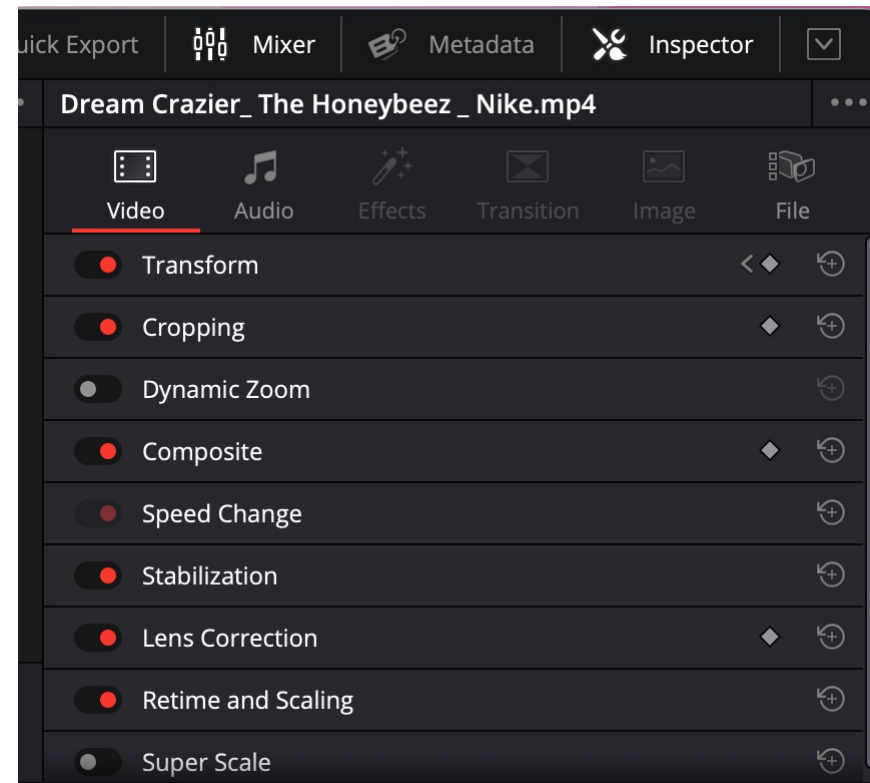 uick Export Mixer Metadata Inspector
Dream Crazier_ The Honeybeez _ Nike.mp4
Video Audio Effects Transition Image File
Transform
Cropping
Dynamic Zoom
Composite
Speed Change
Stabilization
Lens Correction
Retime and Scaling
Super Scale